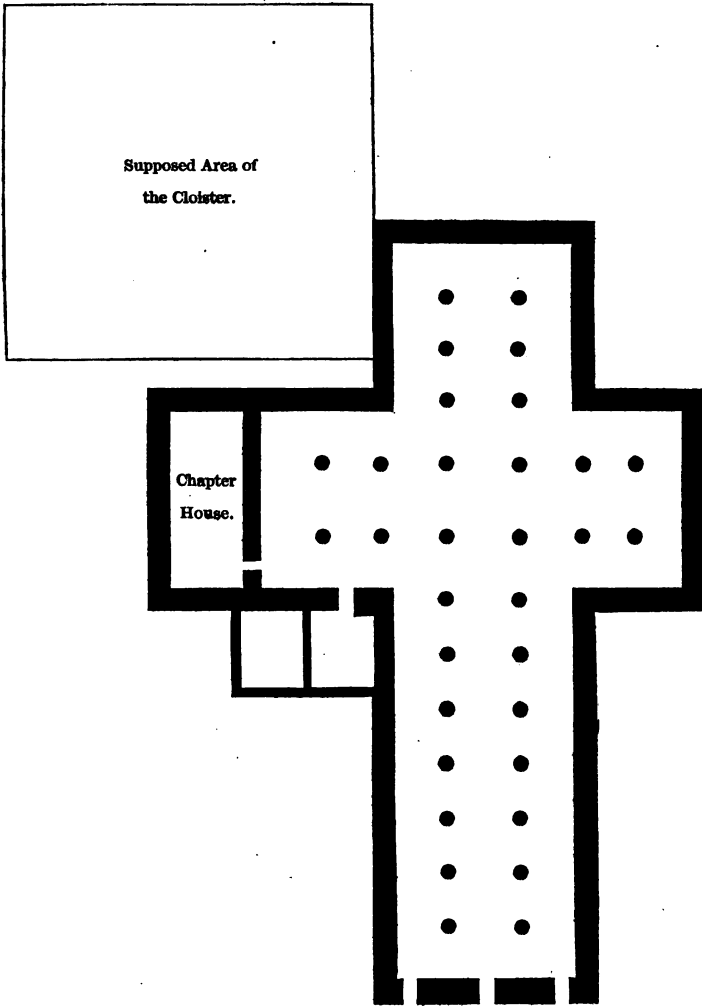 Supposed Area of
the Cloister.
Chapter
House.